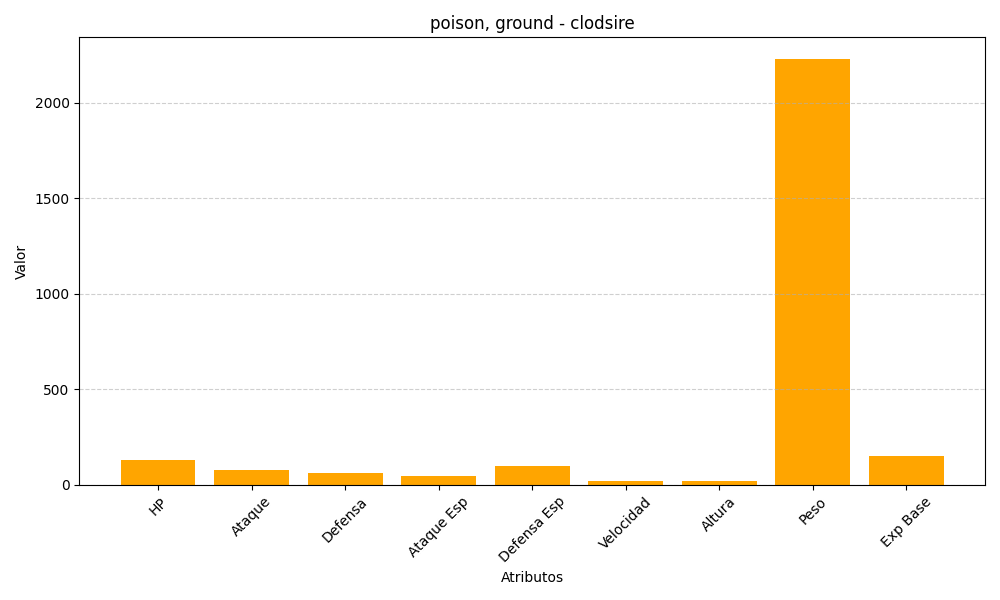 poison, ground - clodsire
Valor
2000
1500
1000
500
0
HP
Ataque
Defensa
Ataque Esp
Defensa Esp
Velocidad
Altura
Peso
Exp Base
Atributos